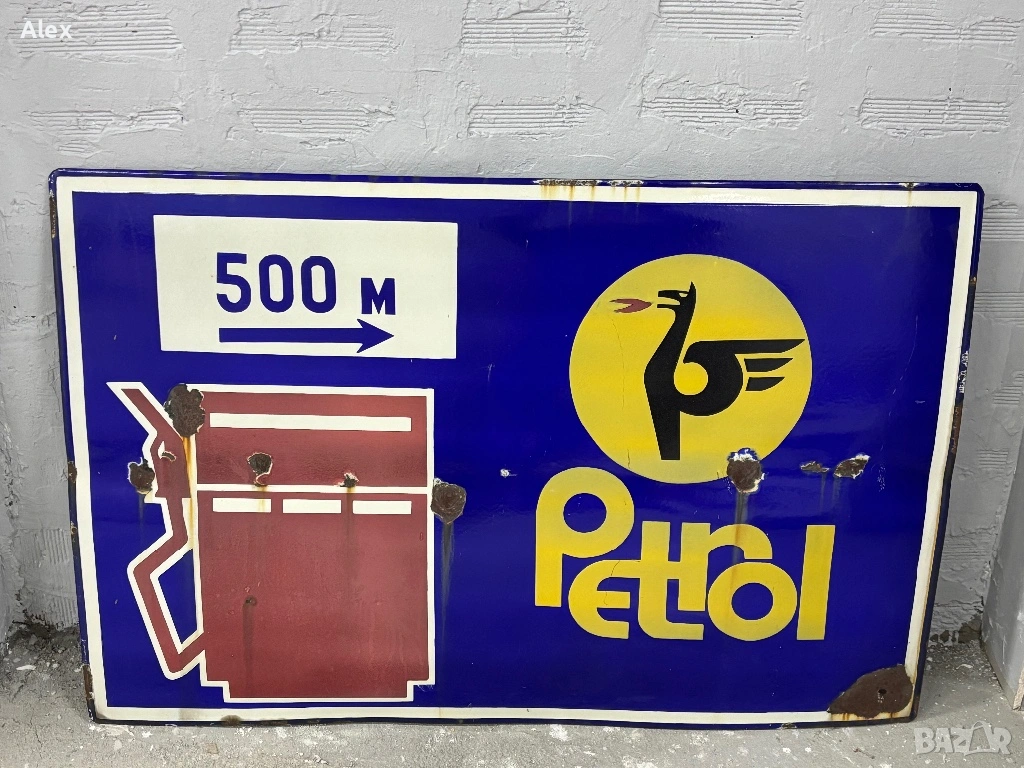 Alex
500 м
Petrol
BAZAR